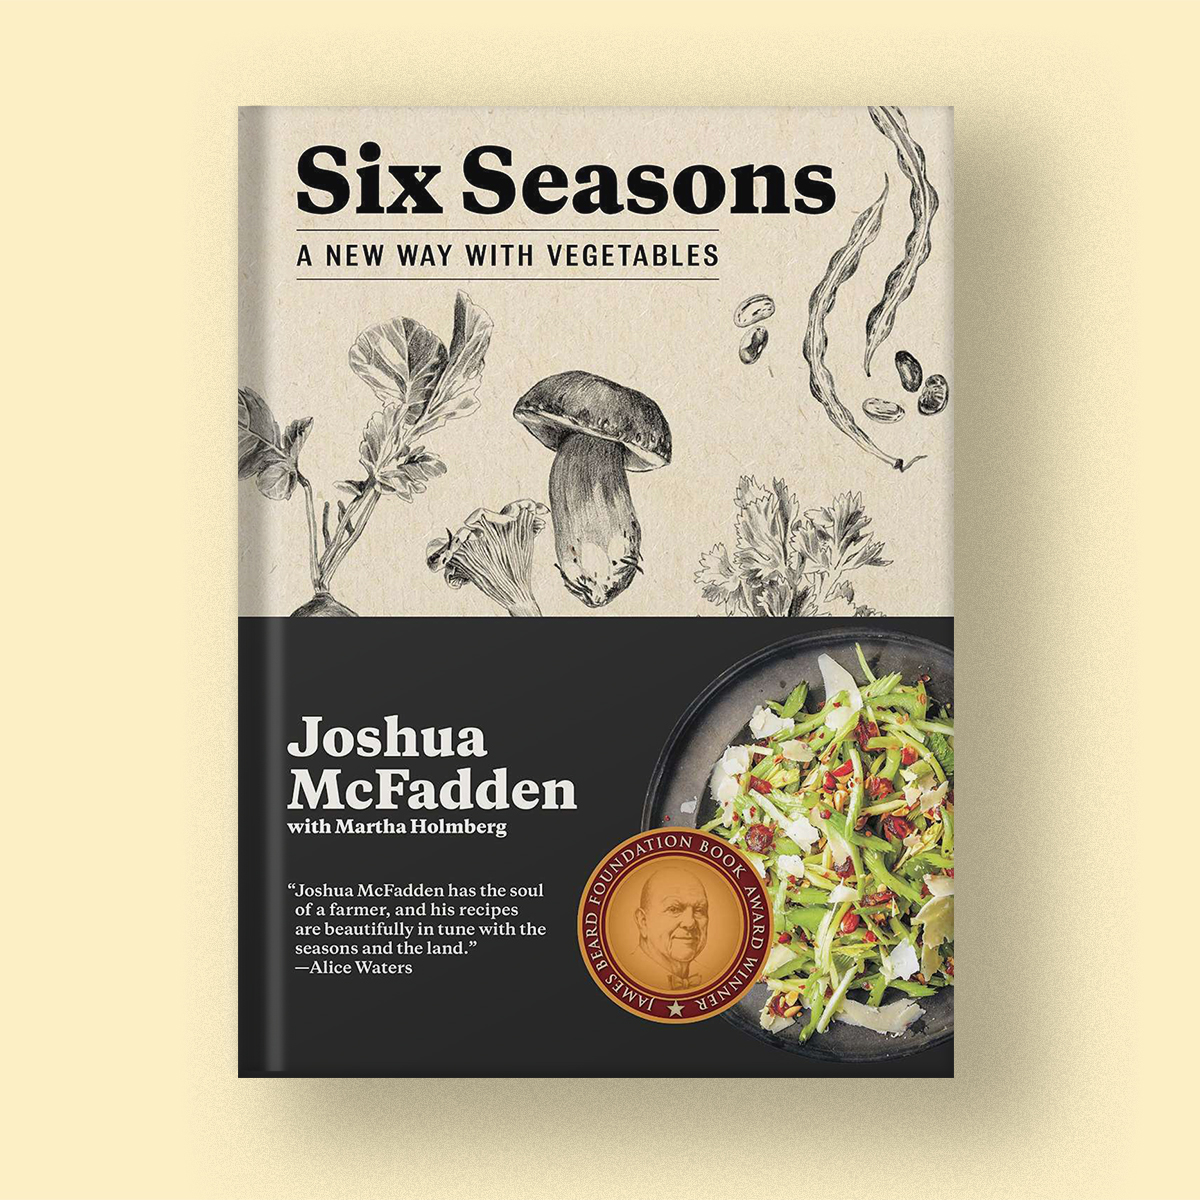 Six Seasons
A NEW WAY WITH VEGETABLES
Joshua
McFadden
with Martha Holmberg
“Joshua McFadden has the soul
of a farmer, and his recipes
are beautifully in tune with the
seasons and the land.”
—Alice Waters
JAMES BEARD FOUNDATION BOOK AWARD WINNER